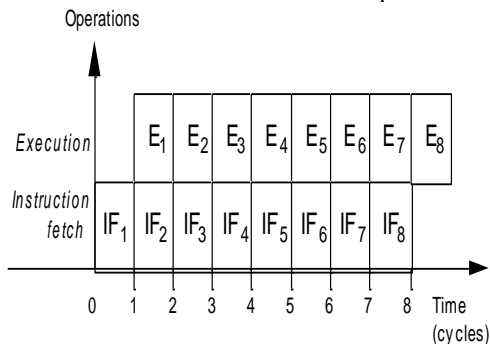 Operations
Execution E1 E2 E3 E4 E5 E6 E7 E8
Instruction
fetch IF1 IF2 IF3 IF4 IF5 IF6 IF7 IF8
0 1 2 3 4 5 6 7 8 Time
(cycles)